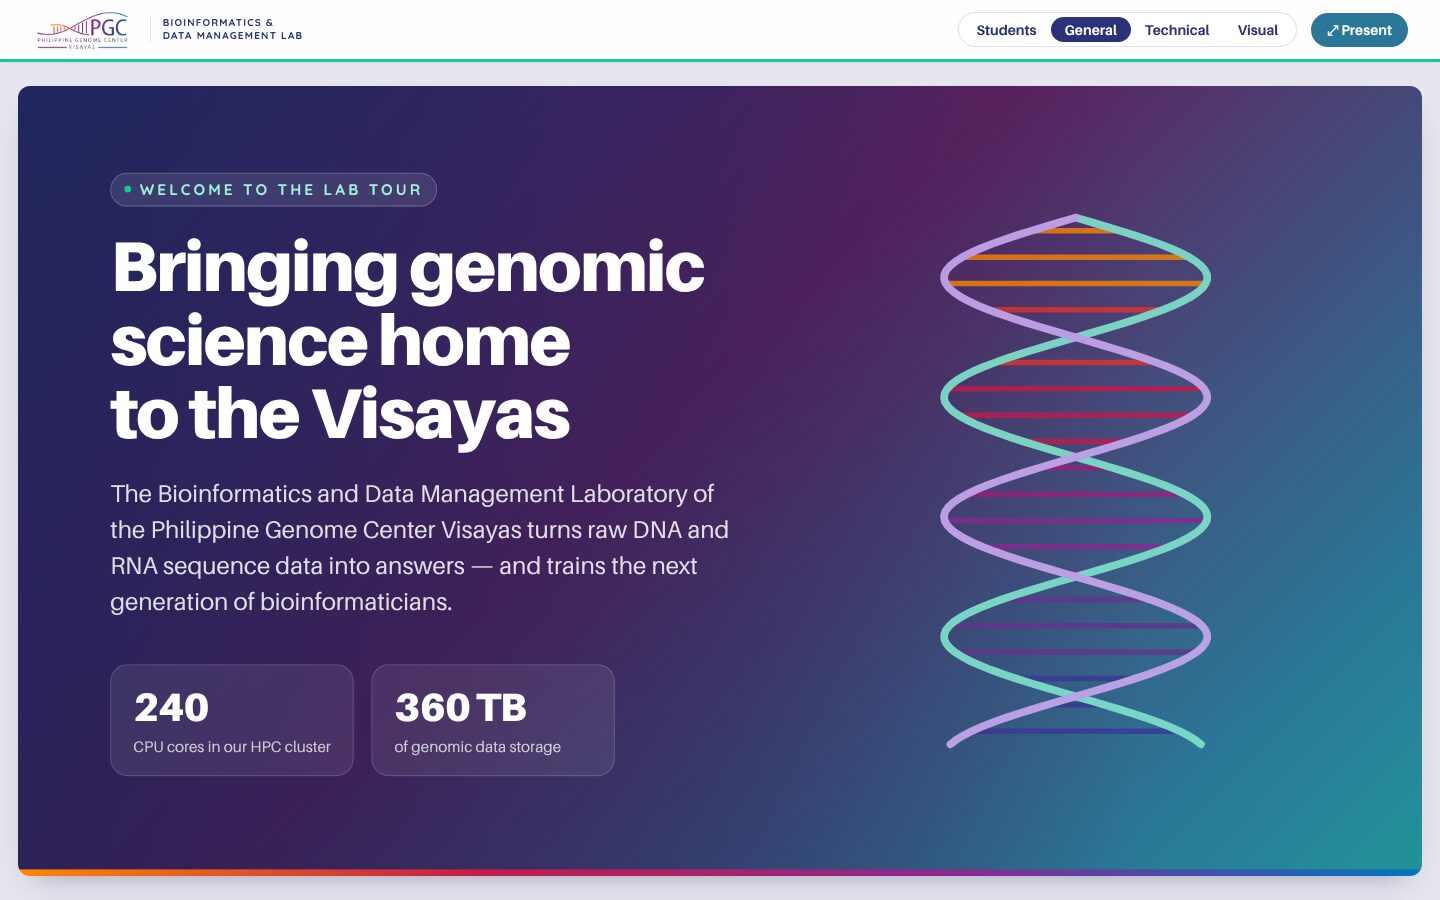 PGC
PHILIPPINE GENOME CENTER
VISAYAS
BIOINFORMATICS &
DATA MANAGEMENT LAB
Students
General
Technical
Visual
⤢ Present
WELCOME TO THE LAB TOUR
Bringing genomic
science home
to the Visayas
The Bioinformatics and Data Management Laboratory of
the Philippine Genome Center Visayas turns raw DNA and
RNA sequence data into answers — and trains the next
generation of bioinformaticians.
240
CPU cores in our HPC cluster
360 TB
of genomic data storage